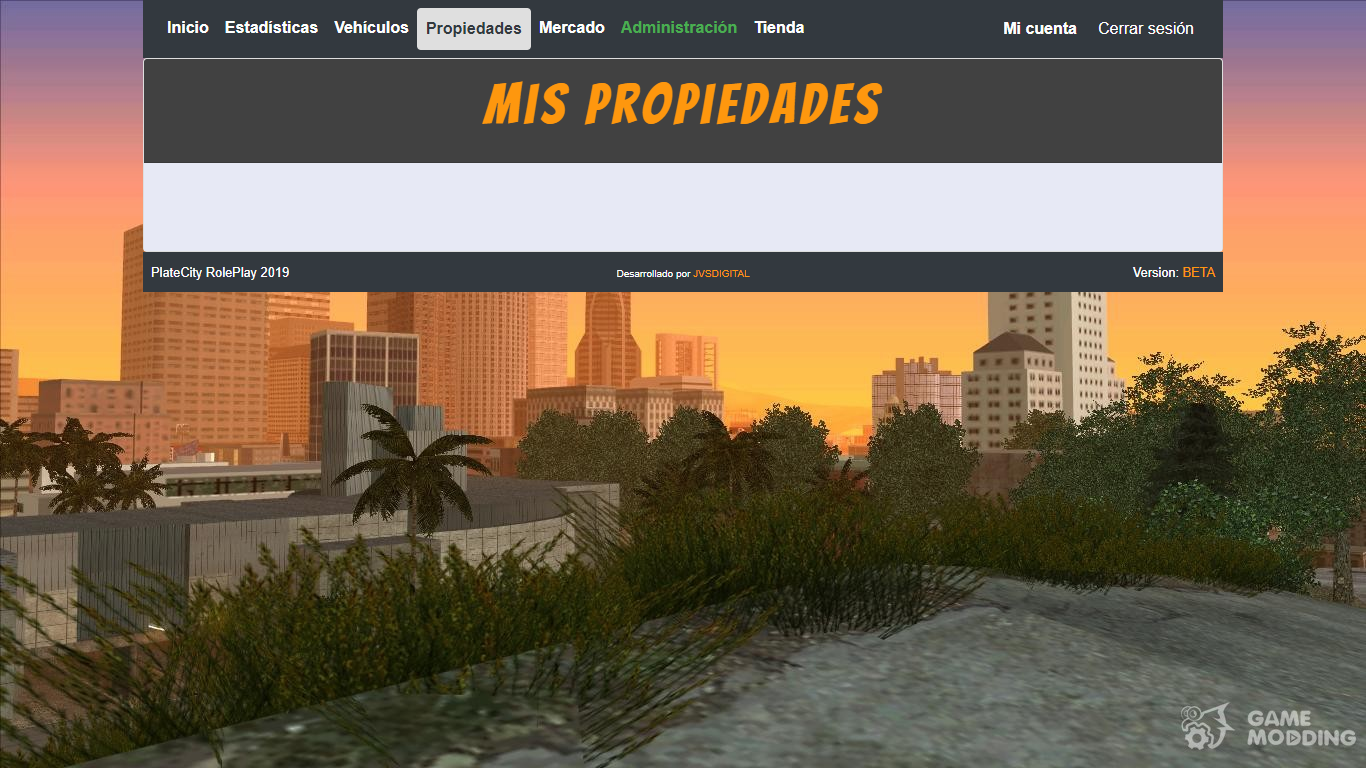 Inicio Estadísticas Vehículos Propiedades Mercado Administración Tienda Mi cuenta Cerrar sesión
MIS PROPIEDADES
PlateCity RolePlay 2019 Desarrollado por JVSDIGITAL Version: BETA
GAME
MODDING